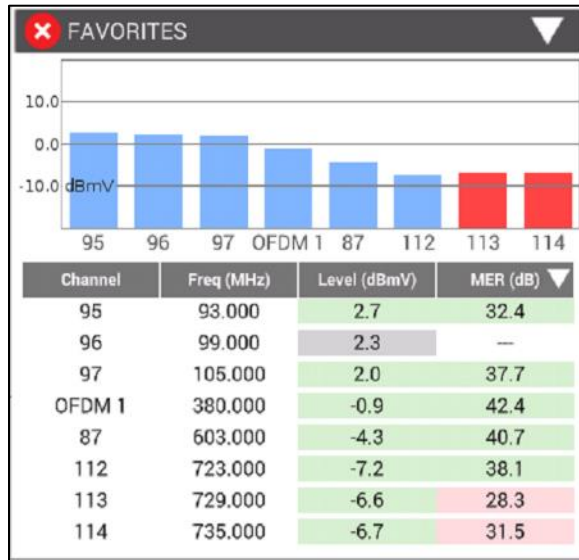 FAVORITES
10.0
0.0
-10.0 dBmV
95 96 97 OFDM 1 87 112 113 114
Channel Freq (MHz) Level (dBmV) MER (dB)
95 93.000 2.7 32.4
96 99.000 2.3 ---
97 105.000 2.0 37.7
OFDM 1 380.000 -0.9 42.4
87 603.000 -4.3 40.7
112 723.000 -7.2 38.1
113 729.000 -6.6 28.3
114 735.000 -6.7 31.5